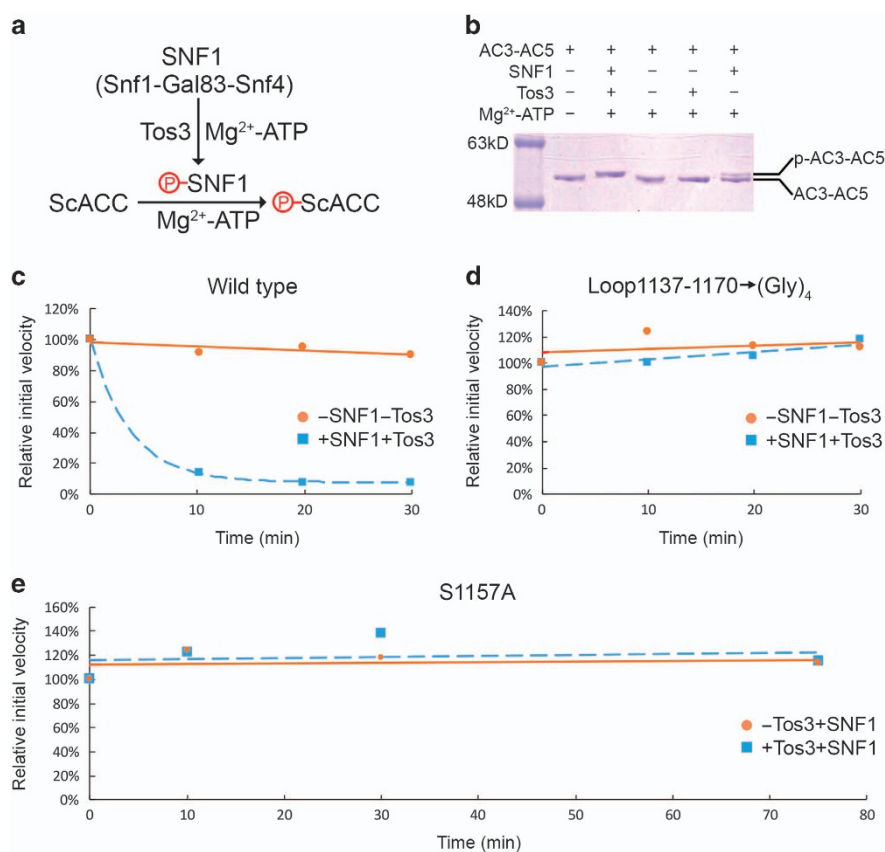 a
SNF1
(Snf1-Gal83-Snf4)
Tos3 Mg²⁺-ATP
P-SNF1
ScACC P-ScACC
Mg²⁺-ATP
b
AC3-AC5 + + + + +
SNF1 – + – – +
Tos3 – + – + –
Mg²⁺-ATP – + + + +
63kD
48kD
p-AC3-AC5
AC3-AC5
c
Wild type
Relative initial velocity
120%
100%
80%
60%
40%
20%
0%
–SNF1–Tos3
+SNF1+Tos3
0 10 20 30
Time (min)
d
Loop1137-1170→(Gly)₄
Relative initial velocity
140%
120%
100%
80%
60%
40%
20%
0%
–SNF1–Tos3
+SNF1+Tos3
0 10 20 30
Time (min)
e
S1157A
Relative initial velocity
160%
140%
120%
100%
80%
60%
40%
20%
0%
–Tos3+SNF1
+Tos3+SNF1
0 10 20 30 40 50 60 70 80
Time (min)